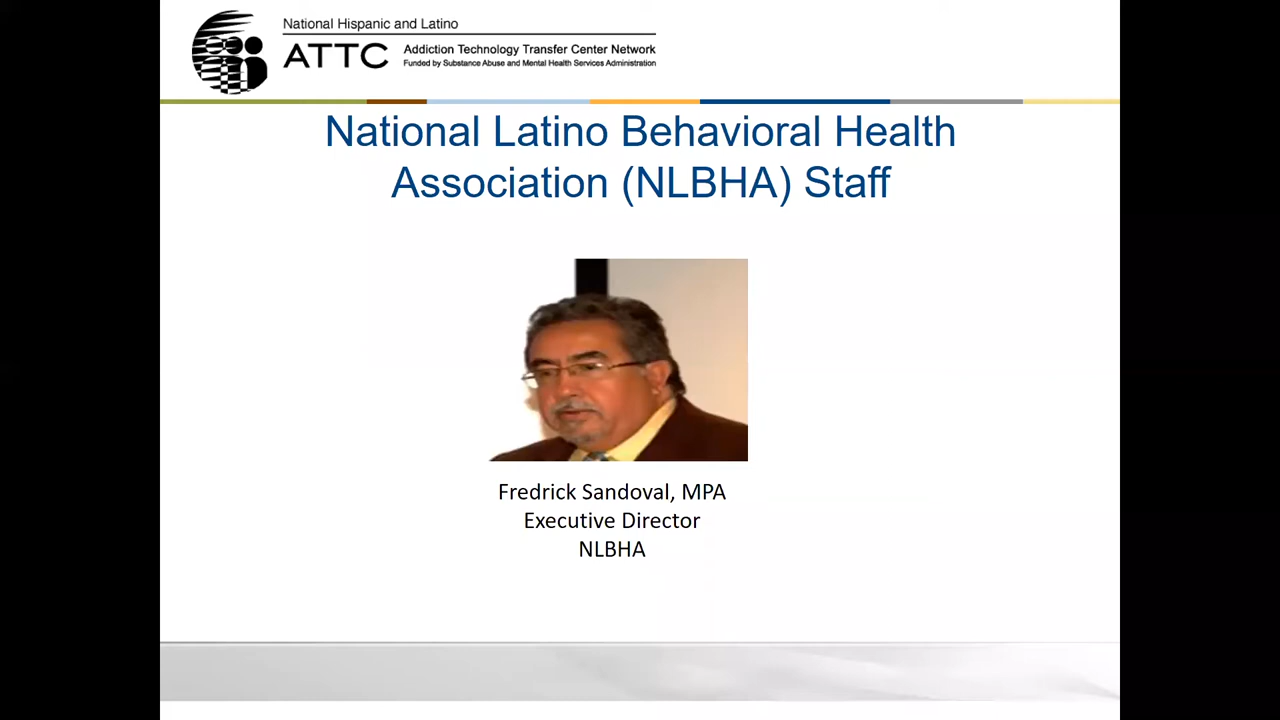 National Hispanic and Latino
ATTC
Addiction Technology Transfer Center Network
Funded by Substance Abuse and Mental Health Services Administration
National Latino Behavioral Health
Association (NLBHA) Staff
Fredrick Sandoval, MPA
Executive Director
NLBHA